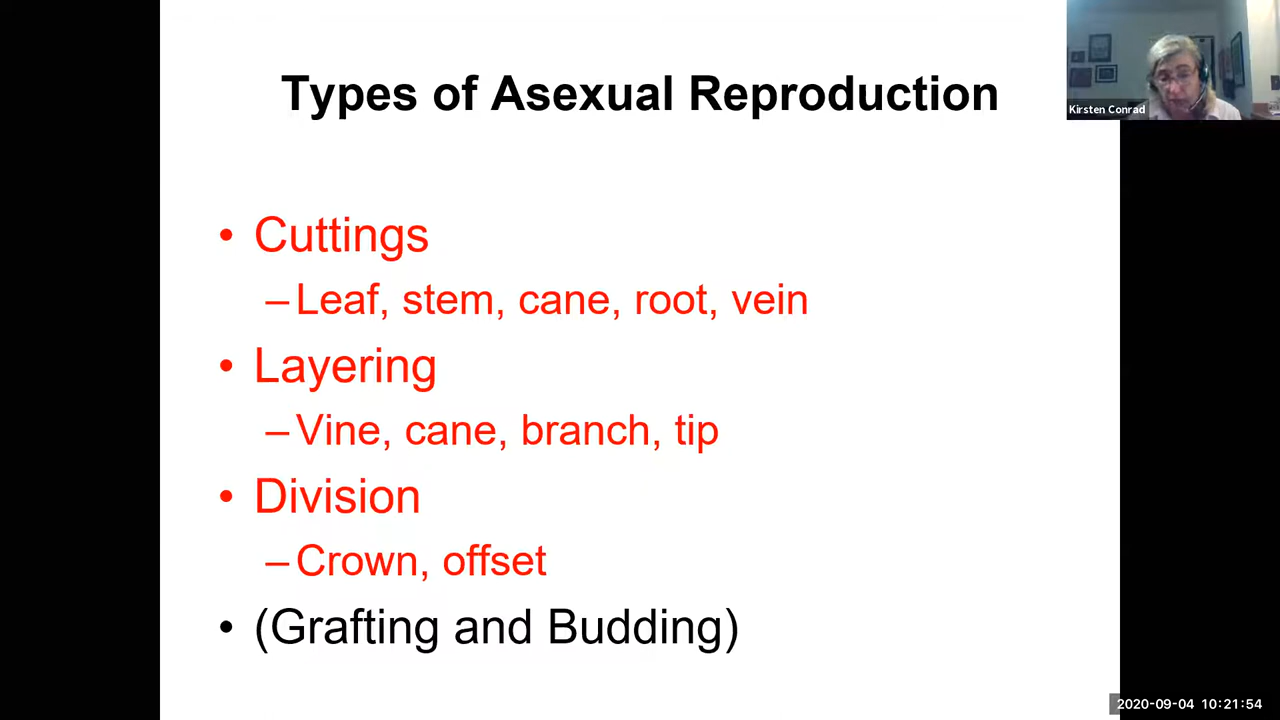 Types of Asexual Reproduction
Kirsten Conrad
• Cuttings
–Leaf, stem, cane, root, vein
• Layering
–Vine, cane, branch, tip
• Division
–Crown, offset
• (Grafting and Budding)
2020-09-04 10:21:54